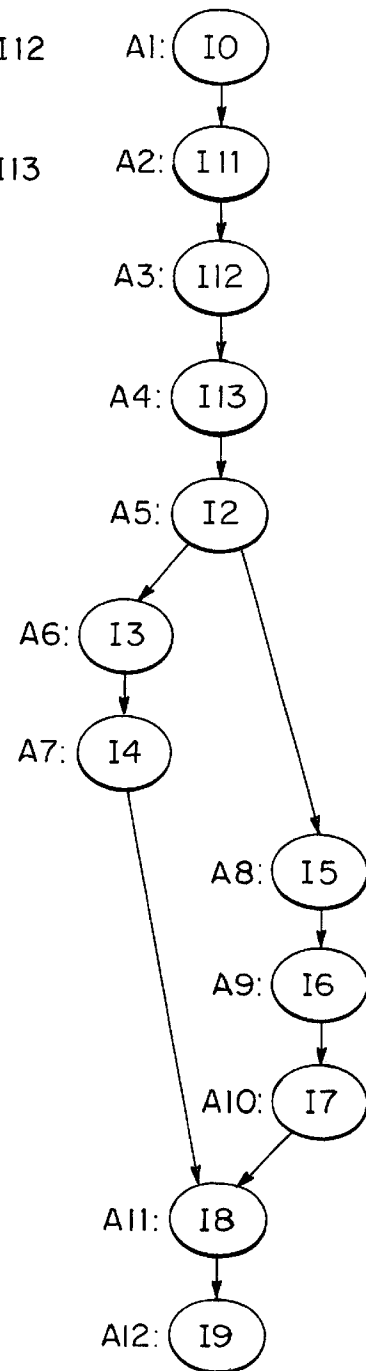 I12 A1: I0
I13 A2: I11
A3: I12
A4: I13
A5: I2
A6: I3
A7: I4
A8: I5
A9: I6
A10: I7
A11: I8
A12: I9